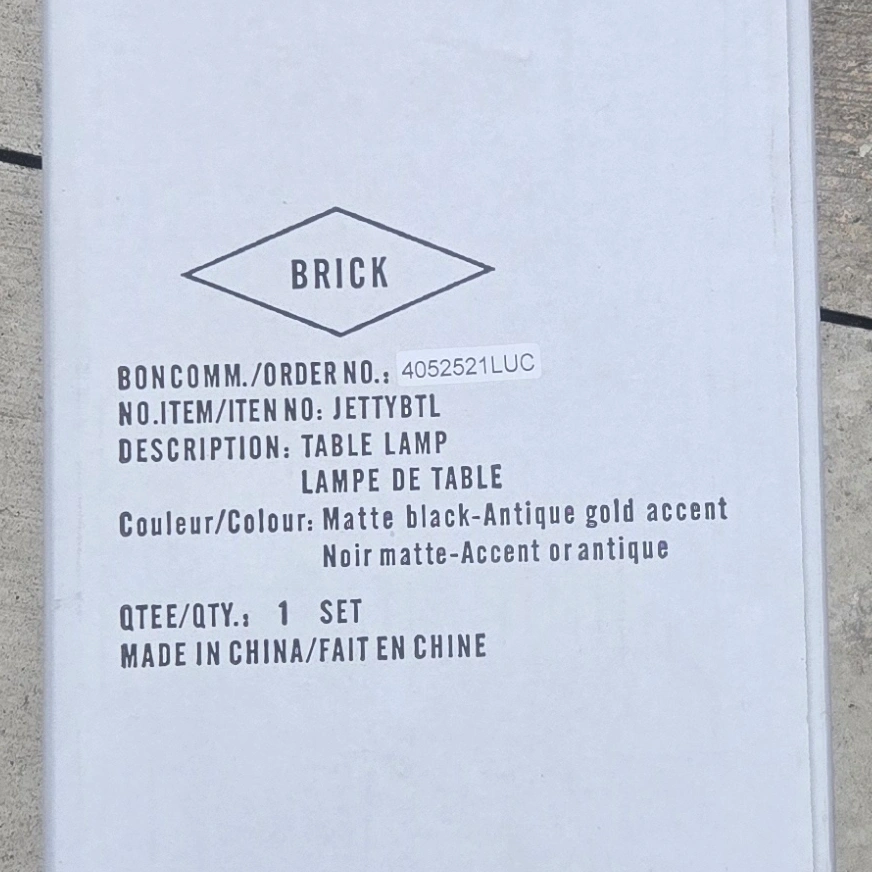 BRICK
BONCOMM./ORDER NO.: 4052521LUC
NO.ITEM/ITEN NO: JETTYBTL
DESCRIPTION: TABLE LAMP
LAMPE DE TABLE
Couleur/Colour: Matte black-Antique gold accent
Noir matte-Accent or antique
QTEE/QTY.: 1 SET
MADE IN CHINA/FAIT EN CHINE